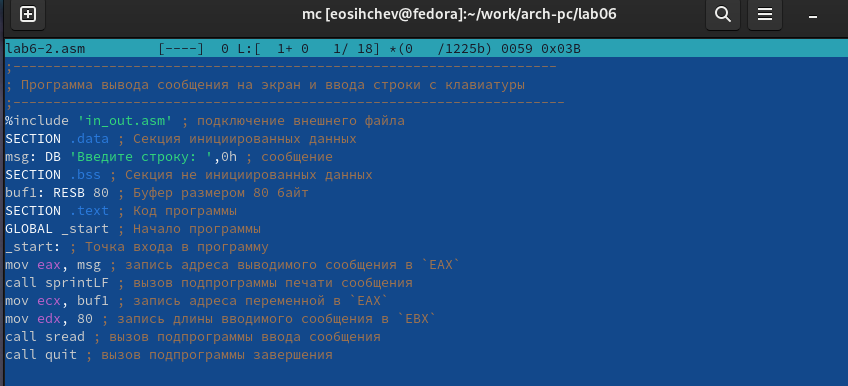 mc [eosihchev@fedora]:~/work/arch-pc/lab06
lab6-2.asm [----] 0 L:[ 1+ 0 1/ 18] *(0 /1225b) 0059 0x03B
;--------------------------------------------------------------------
; Программа вывода сообщения на экран и ввода строки с клавиатуры
;---------------------------------------------------------------------
%include 'in_out.asm' ; подключение внешнего файла
SECTION .data ; Секция инициированных данных
msg: DB 'Введите строку: ',0h ; сообщение
SECTION .bss ; Секция не инициированных данных
buf1: RESB 80 ; Буфер размером 80 байт
SECTION .text ; Код программы
GLOBAL _start ; Начало программы
_start: ; Точка входа в программу
mov eax, msg ; запись адреса выводимого сообщения в `EAX`
call sprintLF ; вызов подпрограммы печати сообщения
mov ecx, buf1 ; запись адреса переменной в `EAX`
mov edx, 80 ; запись длины вводимого сообщения в `EBX`
call sread ; вызов подпрограммы ввода сообщения
call quit ; вызов подпрограммы завершения